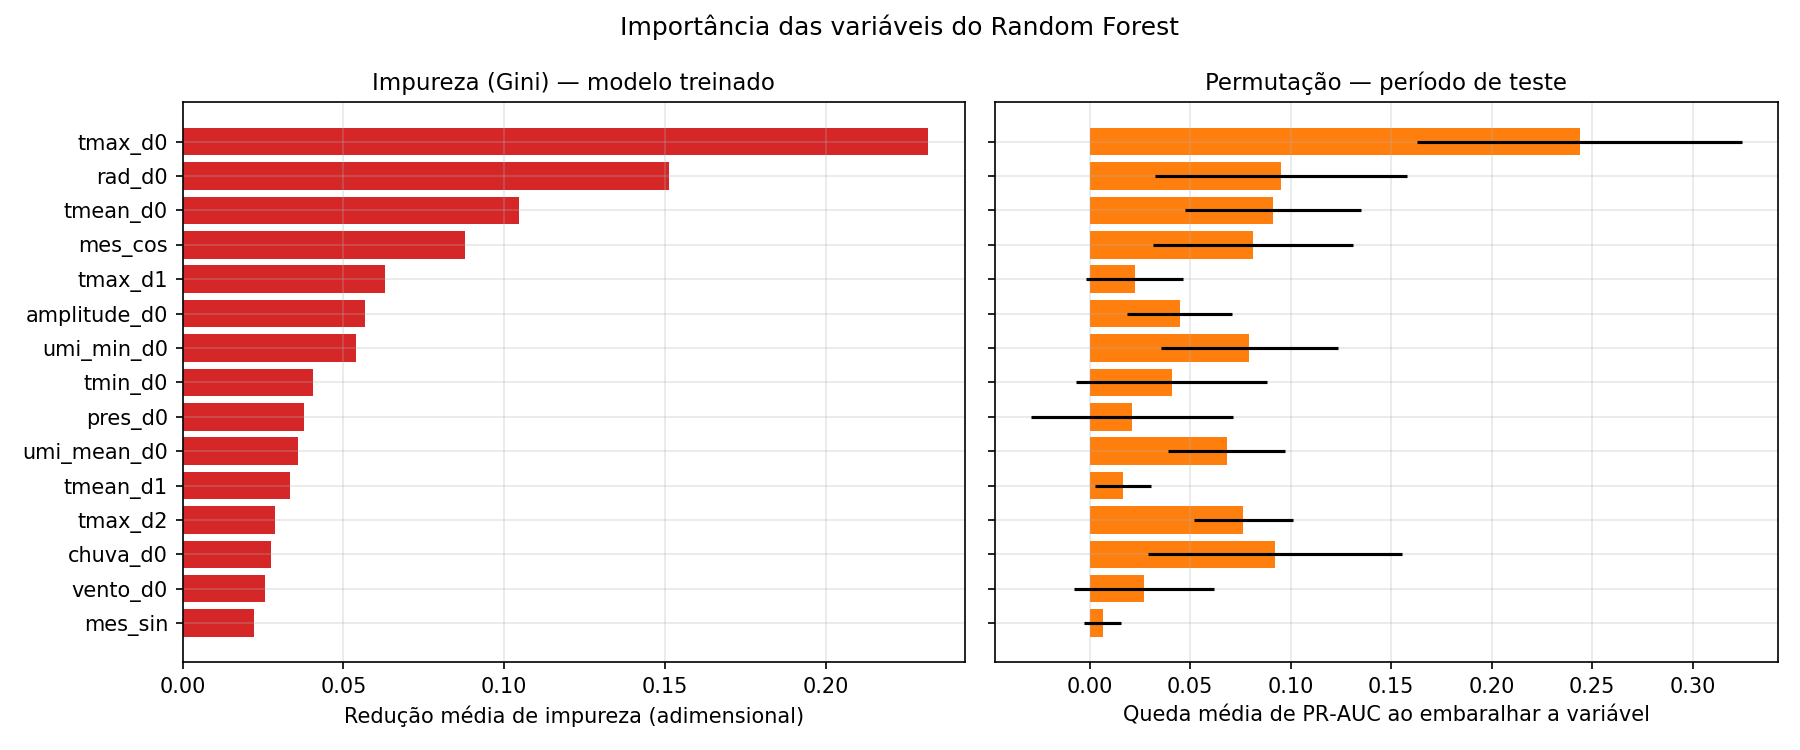 Importância das variáveis do Random Forest
Impureza (Gini) — modelo treinado
Permutação — período de teste
tmax_d0
rad_d0
tmean_d0
mes_cos
tmax_d1
amplitude_d0
umi_min_d0
tmin_d0
pres_d0
umi_mean_d0
tmean_d1
tmax_d2
chuva_d0
vento_d0
mes_sin
0.00 0.05 0.10 0.15 0.20
0.00 0.05 0.10 0.15 0.20 0.25 0.30
Redução média de impureza (adimensional)
Queda média de PR-AUC ao embaralhar a variável